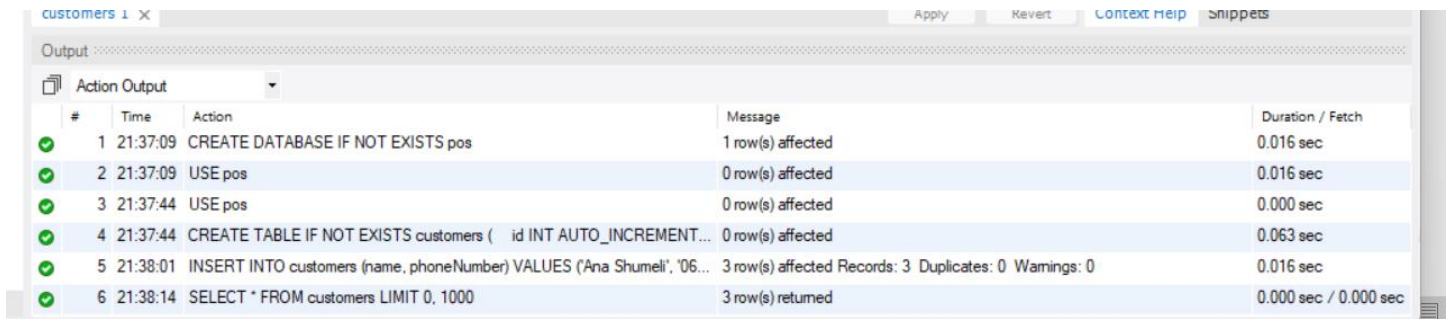 customers 1 ×
Apply Revert Context Help Snippets
Output
Action Output
# Time Action Message Duration / Fetch
1 21:37:09 CREATE DATABASE IF NOT EXISTS pos 1 row(s) affected 0.016 sec
2 21:37:09 USE pos 0 row(s) affected 0.016 sec
3 21:37:44 USE pos 0 row(s) affected 0.000 sec
4 21:37:44 CREATE TABLE IF NOT EXISTS customers ( id INT AUTO_INCREMENT... 0 row(s) affected 0.063 sec
5 21:38:01 INSERT INTO customers (name, phoneNumber) VALUES ('Ana Shumeli', '06... 3 row(s) affected Records: 3 Duplicates: 0 Warnings: 0 0.016 sec
6 21:38:14 SELECT * FROM customers LIMIT 0, 1000 3 row(s) returned 0.000 sec / 0.000 sec